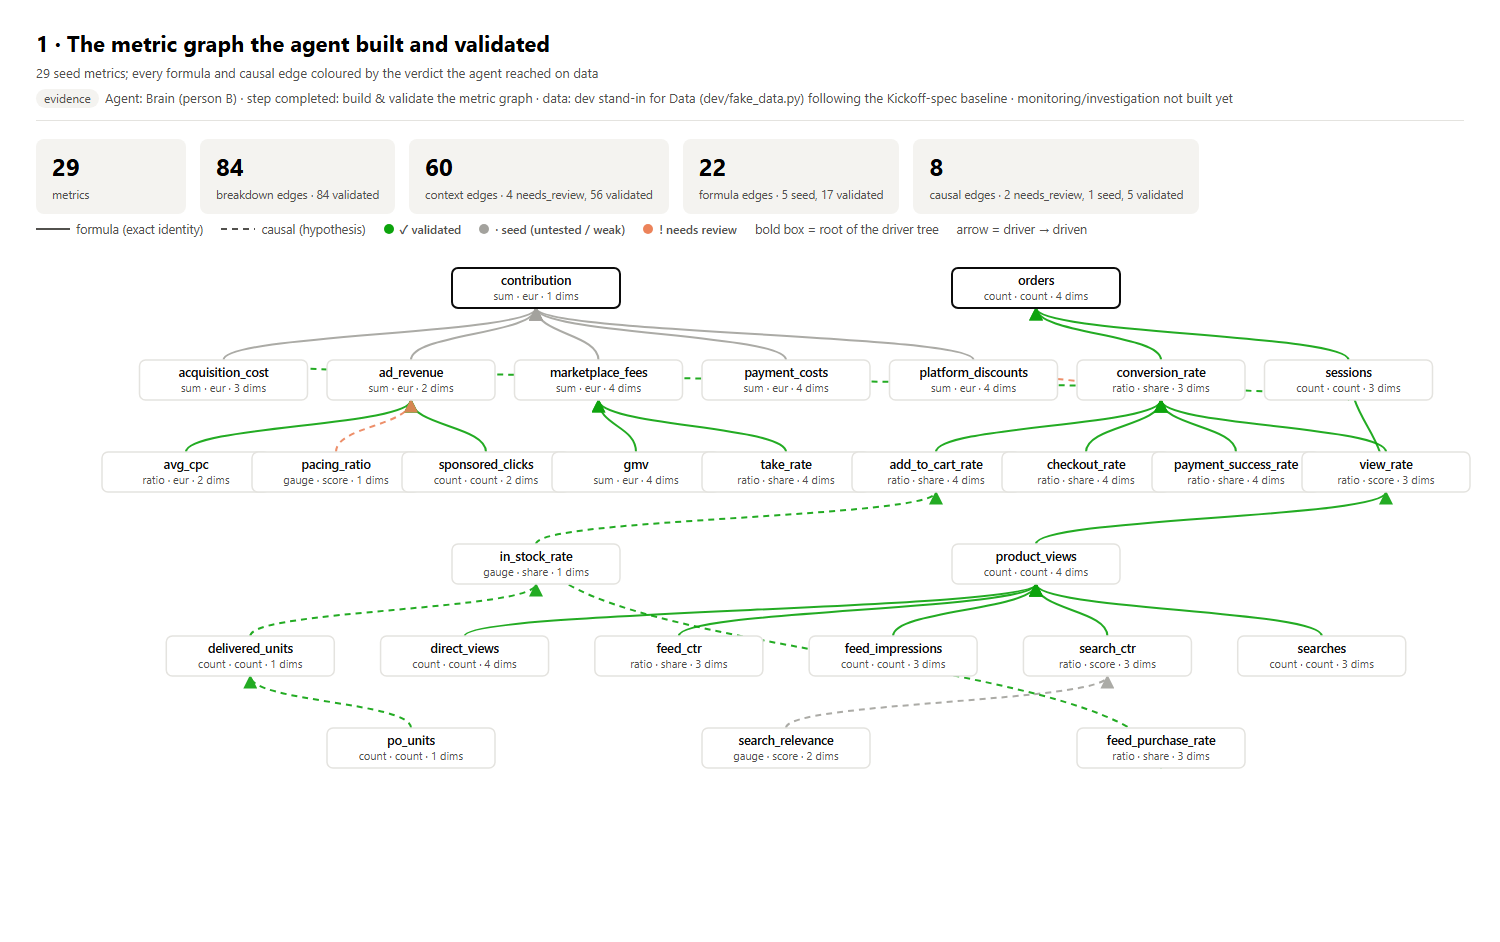 1 · The metric graph the agent built and validated
29 seed metrics; every formula and causal edge coloured by the verdict the agent reached on data
evidence Agent: Brain (person B) · step completed: build & validate the metric graph · data: dev stand-in for Data (dev/fake_data.py) following the Kickoff-spec baseline · monitoring/investigation not built yet
29
metrics
84
breakdown edges · 84 validated
60
context edges · 4 needs_review, 56 validated
22
formula edges · 5 seed, 17 validated
8
causal edges · 2 needs_review, 1 seed, 5 validated
formula (exact identity) causal (hypothesis) ✓ validated · seed (untested / weak) ! needs review bold box = root of the driver tree arrow = driver → driven
contribution
sum · eur · 1 dims
orders
count · count · 4 dims
acquisition_cost
sum · eur · 3 dims
ad_revenue
sum · eur · 2 dims
marketplace_fees
sum · eur · 4 dims
payment_costs
sum · eur · 4 dims
platform_discounts
sum · eur · 4 dims
conversion_rate
ratio · share · 3 dims
sessions
count · count · 3 dims
avg_cpc
ratio · eur · 2 dims
pacing_ratio
gauge · score · 1 dims
sponsored_clicks
count · count · 2 dims
gmv
sum · eur · 4 dims
take_rate
ratio · share · 4 dims
add_to_cart_rate
ratio · share · 4 dims
checkout_rate
ratio · share · 4 dims
payment_success_rate
ratio · share · 4 dims
view_rate
ratio · score · 3 dims
in_stock_rate
gauge · share · 1 dims
product_views
count · count · 4 dims
delivered_units
count · count · 1 dims
direct_views
count · count · 4 dims
feed_ctr
ratio · share · 3 dims
feed_impressions
count · count · 3 dims
search_ctr
ratio · score · 3 dims
searches
count · count · 3 dims
po_units
count · count · 1 dims
search_relevance
gauge · score · 2 dims
feed_purchase_rate
ratio · share · 3 dims